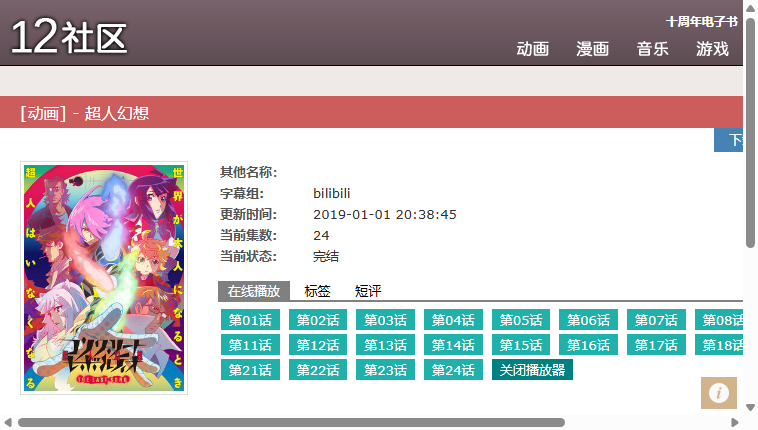 十周年电子书
12社区
动画 漫画 音乐 游戏
[动画] - 超人幻想
其他名称:
字幕组: bilibili
更新时间: 2019-01-01 20:38:45
当前集数: 24
当前状态: 完结
超人はいなくなる
世界が大人になるとき
THE LAST SONG
在线播放 标签 短评
第01话 第02话 第03话 第04话 第05话 第06话 第07话 第08话
第11话 第12话 第13话 第14话 第15话 第16话 第17话 第18话
第21话 第22话 第23话 第24话 关闭播放器